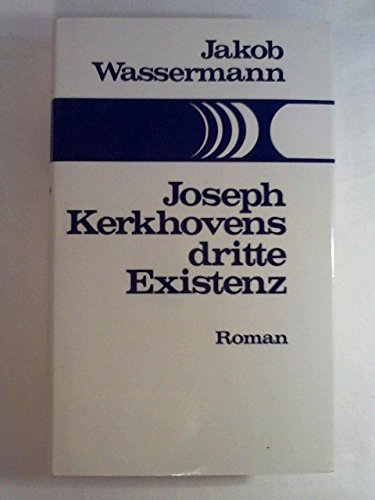 Jakob
Wassermann
Joseph
Kerkhovens
dritte
Existenz
Roman